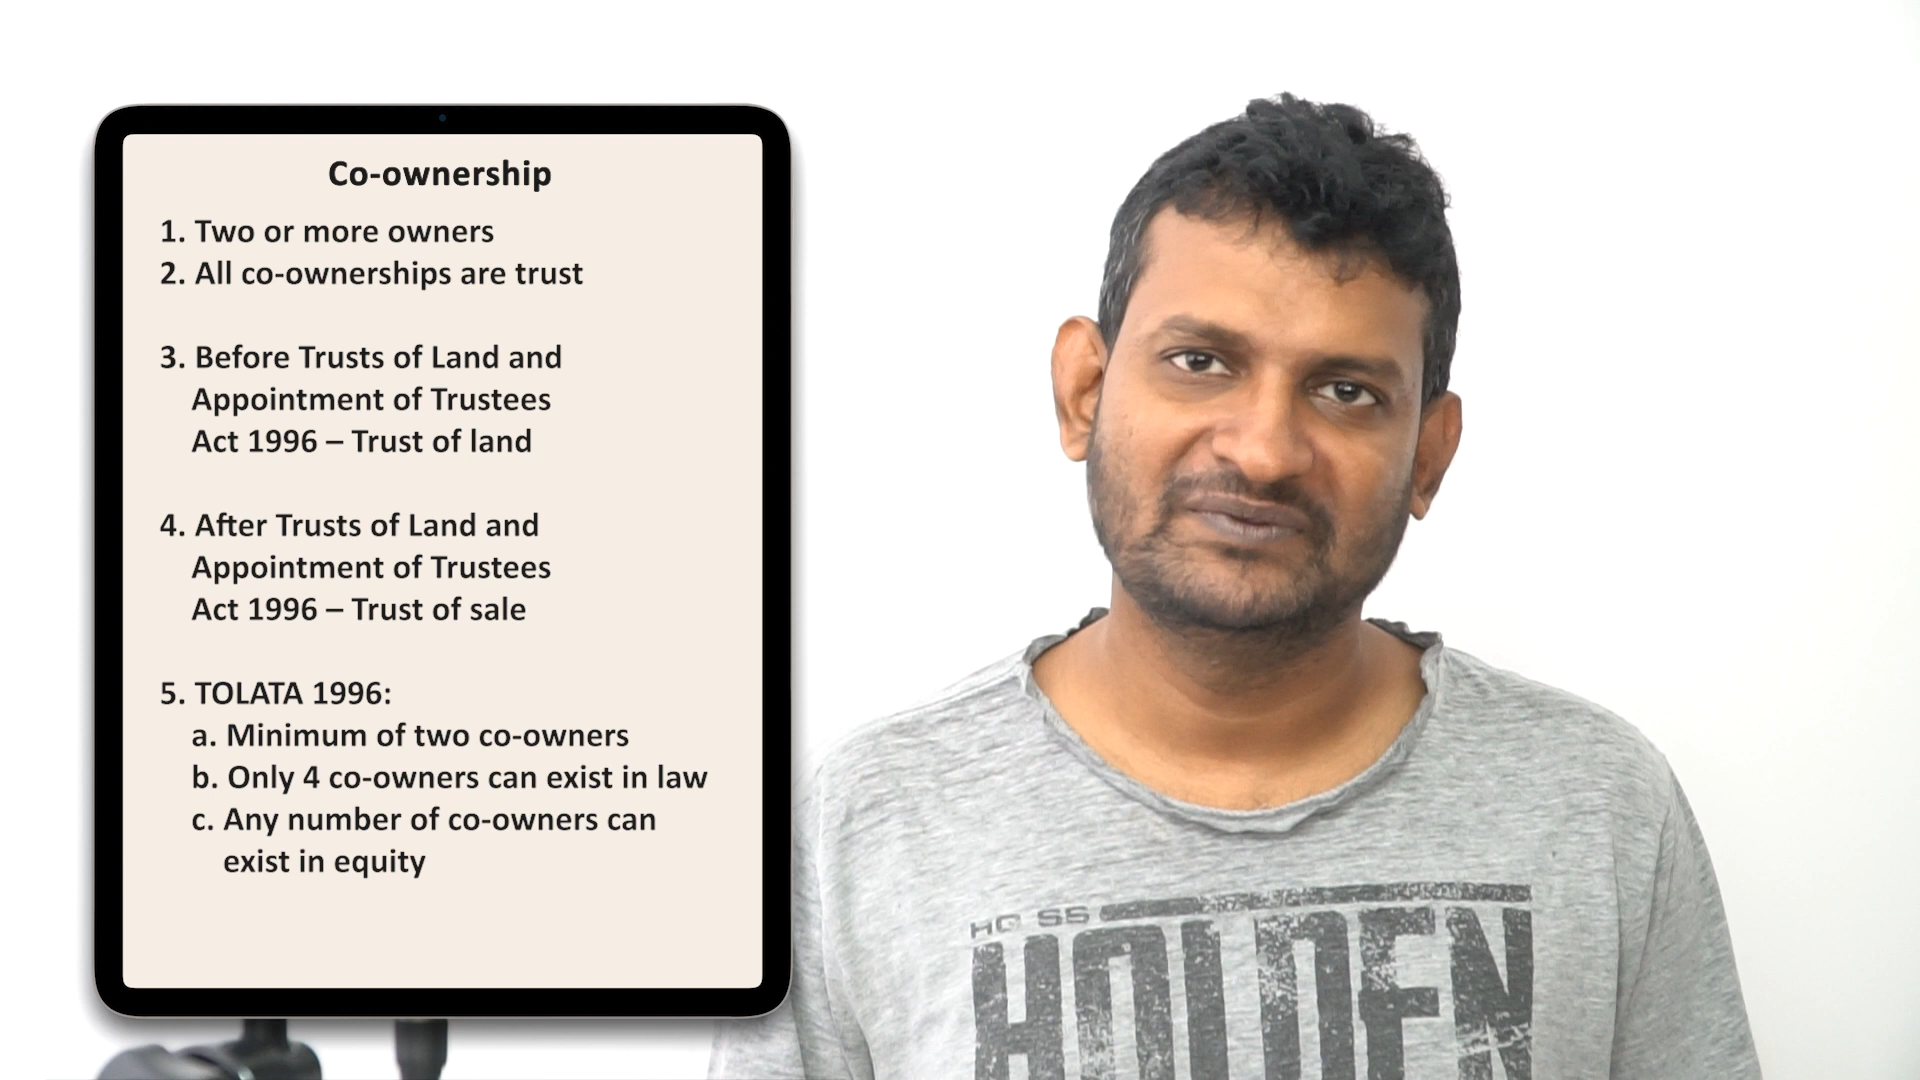 Co-ownership
1. Two or more owners
2. All co-ownerships are trust
3. Before Trusts of Land and
Appointment of Trustees
Act 1996 – Trust of land
4. After Trusts of Land and
Appointment of Trustees
Act 1996 – Trust of sale
5. TOLATA 1996:
a. Minimum of two co-owners
b. Only 4 co-owners can exist in law
c. Any number of co-owners can
exist in equity
HG SS
HOLDEN